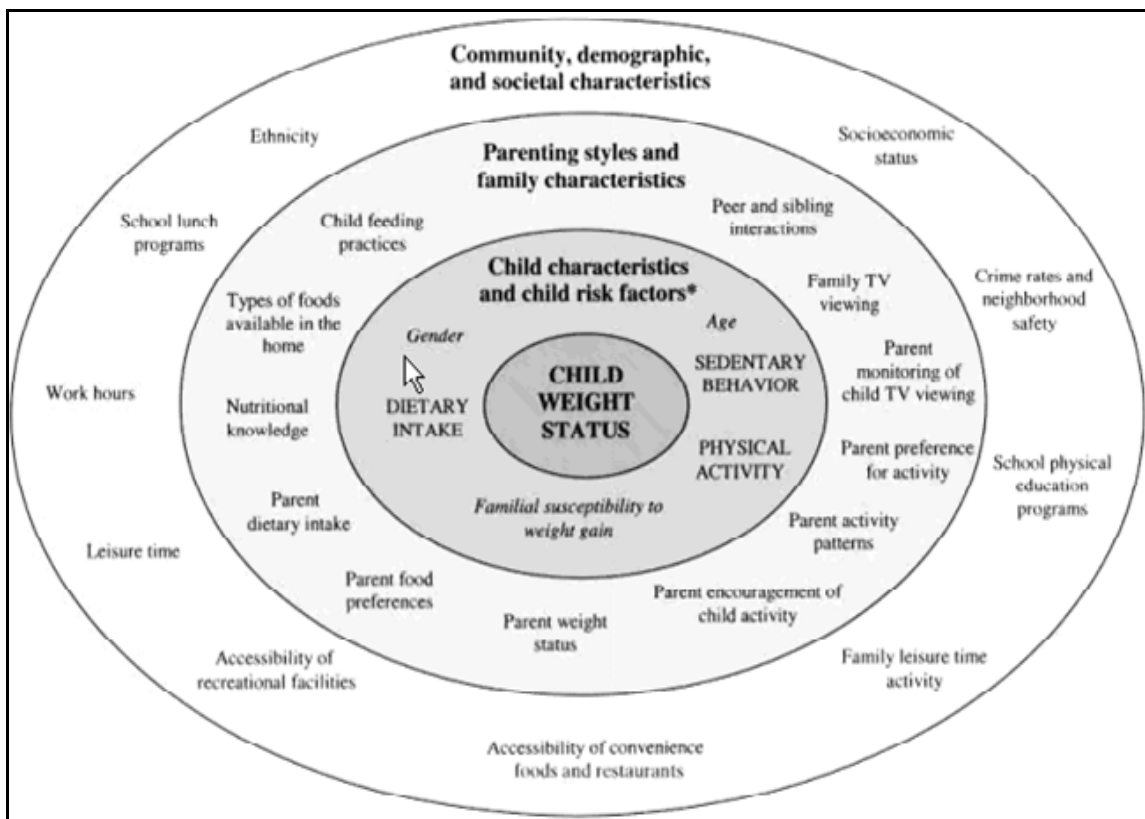 Community, demographic,
and societal characteristics
Ethnicity
Socioeconomic
status
Parenting styles and
family characteristics
School lunch
programs
Child feeding
practices
Peer and sibling
interactions
Child characteristics
and child risk factors*
Types of foods
available in the
home
Family TV
viewing
Crime rates and
neighborhood
safety
Gender
Age
Work hours
Nutritional
knowledge
DIETARY
INTAKE
CHILD
WEIGHT
STATUS
SEDENTARY
BEHAVIOR
Parent
monitoring of
child TV viewing
PHYSICAL
ACTIVITY
Parent preference
for activity
School physical
education
programs
Parent
dietary intake
Familial susceptibility to
weight gain
Parent activity
patterns
Leisure time
Parent food
preferences
Parent weight
status
Parent encouragement of
child activity
Accessibility of
recreational facilities
Family leisure time
activity
Accessibility of convenience
foods and restaurants